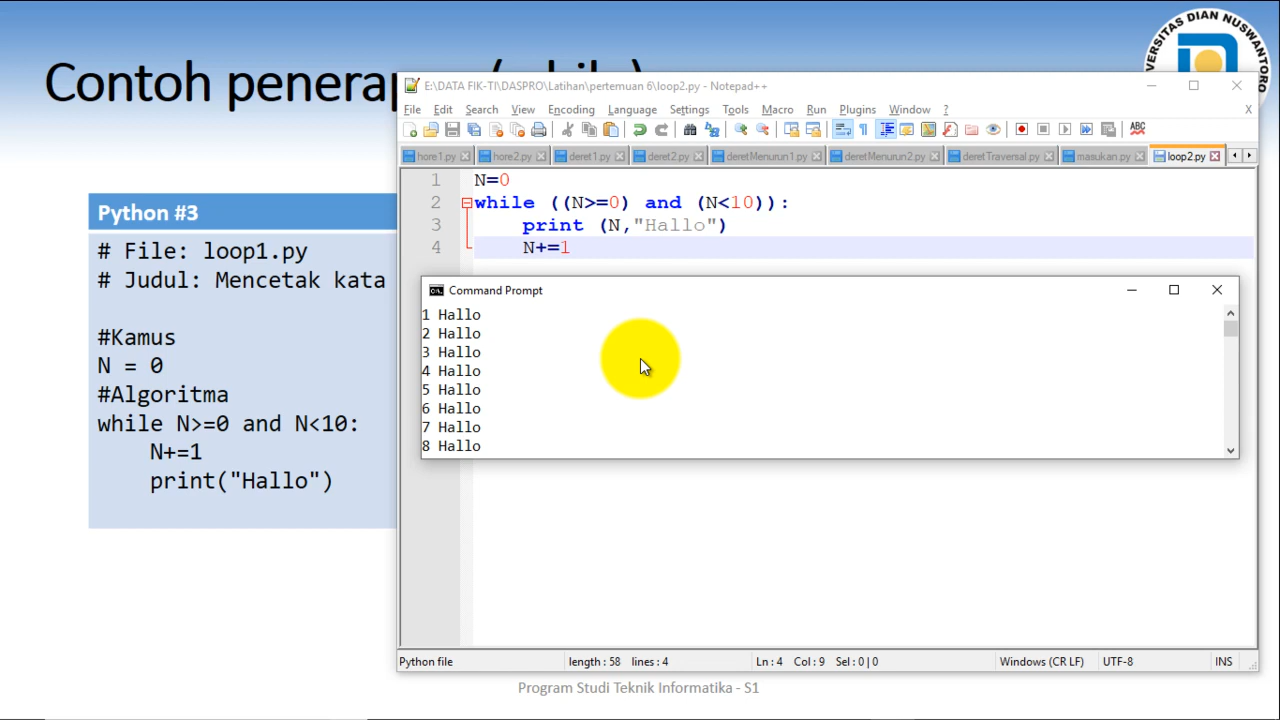 VERSITAS DIAN NUSWANTORO
Contoh penerap
E:\DATA FIK-TI\DASPRO\Latihan\pertemuan 6\loop2.py - Notepad++
File Edit Search View Encoding Language Settings Tools Macro Run Plugins Window ? X
hore1.py hore2.py deret1.py deret2.py deretMenurun1.py deretMenurun2.py deretTraversal.py masukan.py loop2.py
1 N=0
2 while ((N>=0) and (N<10)):
3 print (N,"Hallo")
4 N+=1
Python #3
# File: loop1.py
# Judul: Mencetak kata
#Kamus
N = 0
#Algoritma
while N>=0 and N<10:
N+=1
print("Hallo")
Command Prompt
1 Hallo
2 Hallo
3 Hallo
4 Hallo
5 Hallo
6 Hallo
7 Hallo
8 Hallo
Python file length : 58 lines : 4 Ln : 4 Col : 9 Sel : 0 | 0 Windows (CR LF) UTF-8 INS
Program Studi Teknik Informatika - S1